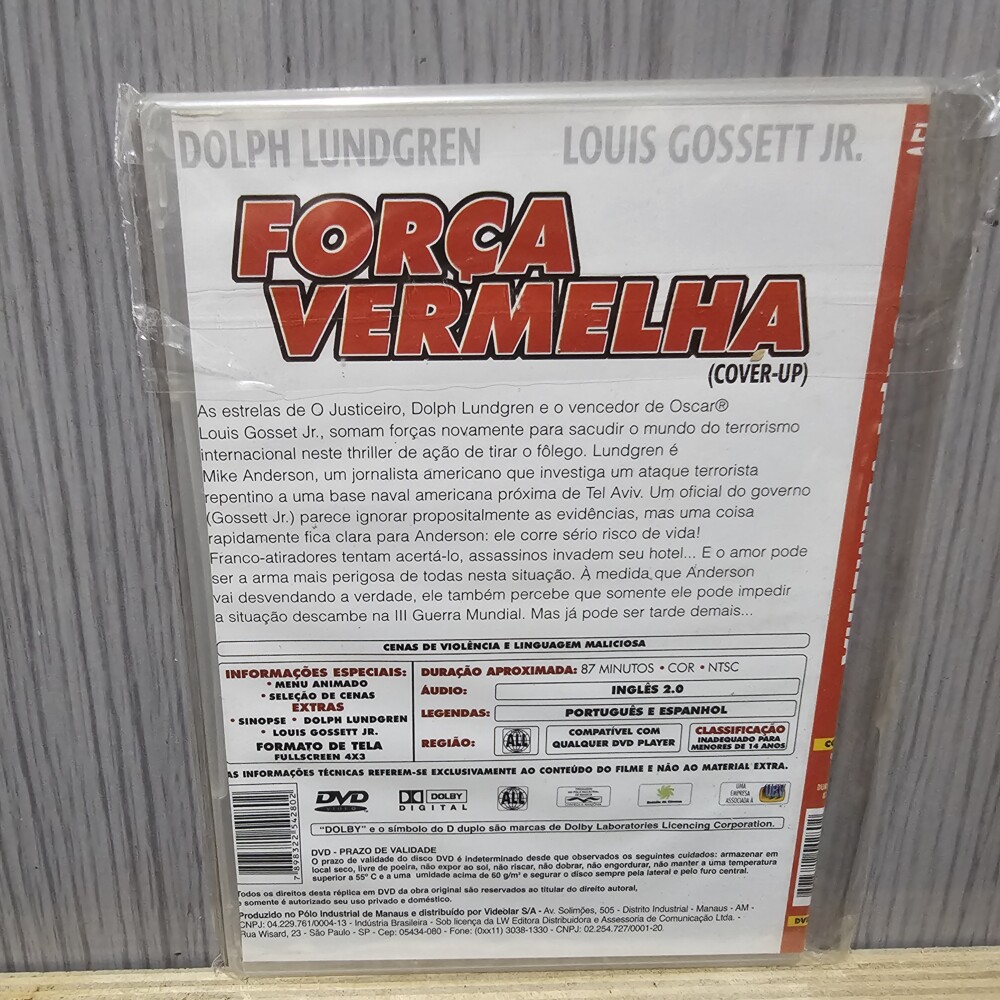 DOLPH LUNDGREN LOUIS GOSSETT JR.
FORÇA
VERMELHA
(COVER-UP)
As estrelas de O Justiceiro, Dolph Lundgren e o vencedor de Oscar®
Louis Gosset Jr., somam forças novamente para sacudir o mundo do terrorismo
internacional neste thriller de ação de tirar o fôlego. Lundgren é
Mike Anderson, um jornalista americano que investiga um ataque terrorista
repentino a uma base naval americana próxima de Tel Aviv. Um oficial do governo
(Gossett Jr.) parece ignorar propositalmente as evidências, mas uma coisa
rapidamente fica clara para Anderson: ele corre sério risco de vida!
Franco-atiradores tentam acertá-lo, assassinos invadem seu hotel... E o amor pode
ser a arma mais perigosa de todas nesta situação. À medida que Anderson
vai desvendando a verdade, ele também percebe que somente ele pode impedir
a situação descambe na III Guerra Mundial. Mas já pode ser tarde demais...
CENAS DE VIOLÊNCIA E LINGUAGEM MALICIOSA
INFORMAÇÕES ESPECIAIS:
• MENU ANIMADO
• SELEÇÃO DE CENAS
EXTRAS
• SINOPSE • DOLPH LUNDGREN
• LOUIS GOSSETT JR.
FORMATO DE TELA
FULLSCREEN 4X3
DURAÇÃO APROXIMADA: 87 MINUTOS • COR • NTSC
ÁUDIO: INGLÊS 2.0
LEGENDAS: PORTUGUÊS E ESPANHOL
REGIÃO: ALL
COMPATÍVEL COM
QUALQUER DVD PLAYER
CLASSIFICAÇÃO
INADEQUADO PARA
MENORES DE 14 ANOS
AS INFORMAÇÕES TÉCNICAS REFEREM-SE EXCLUSIVAMENTE AO CONTEÚDO DO FILME E NÃO AO MATERIAL EXTRA.
7898322542802
DVD
VIDEO
DOLBY
DIGITAL
ALL
UMA
EMPRESA
ASSOCIADA À
"DOLBY" e o símbolo do D duplo são marcas de Dolby Laboratories Licencing Corporation.
DVD - PRAZO DE VALIDADE
O prazo de validade do disco DVD é indeterminado desde que observados os seguintes cuidados: armazenar em
local seco, livre de poeira, não expor ao sol, não riscar, não dobrar, não engordurar, não manter a uma temperatura
superior a 55° C e a uma umidade acima de 60 g/m³ e segurar o disco sempre pela lateral e pelo furo central.
Todos os direitos desta réplica em DVD da obra original são reservados ao titular do direito autoral,
e somente é autorizado seu uso privado e doméstico.
Produzido no Pólo Industrial de Manaus e distribuído por Videolar S/A - Av. Solimões, 505 - Distrito Industrial - Manaus - AM -
CNPJ: 04.229.761/0004-13 - Indústria Brasileira - Sob licença da LW Editora Distribuidora e Assessoria de Comunicação Ltda. -
Rua Wisard, 23 - São Paulo - SP - Cep: 05434-080 - Fone: (0xx11) 3038-1330 - CNPJ: 02.254.727/0001-20.